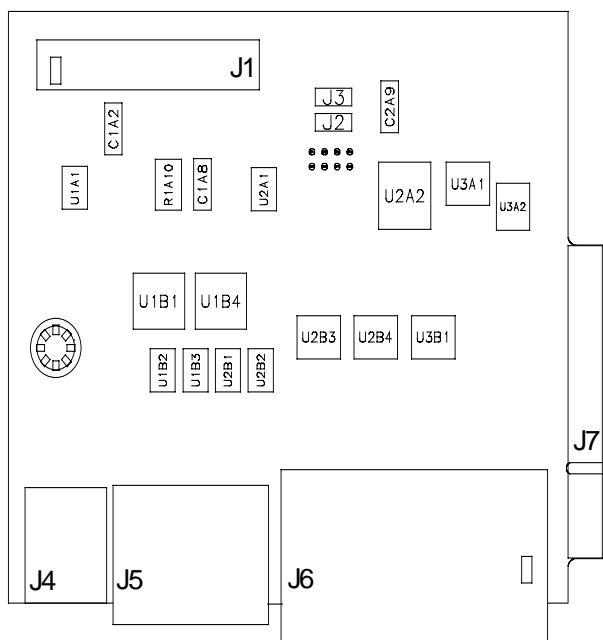 J1
J3
J2
C2A9
C1A2
U1A1
R1A10
C1A8
U2A1
U2A2
U3A1
U3A2
U1B1
U1B4
U2B3
U2B4
U3B1
U1B2
U1B3
U2B1
U2B2
J7
J4
J5
J6